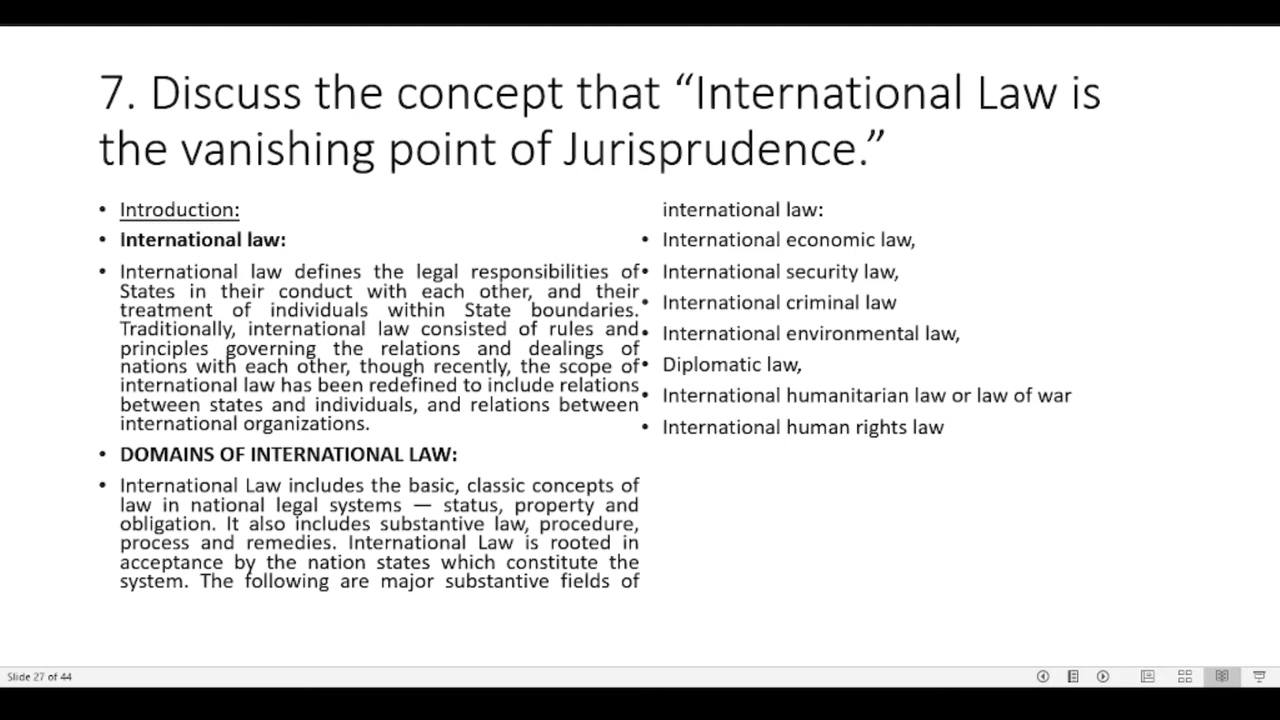 7. Discuss the concept that “International Law is
the vanishing point of Jurisprudence.”
• Introduction:
• International law:
• International law defines the legal responsibilities of
States in their conduct with each other, and their
treatment of individuals within State boundaries.
Traditionally, international law consisted of rules and
principles governing the relations and dealings of
nations with each other, though recently, the scope of
international law has been redefined to include relations
between states and individuals, and relations between
international organizations.
• DOMAINS OF INTERNATIONAL LAW:
• International Law includes the basic, classic concepts of
law in national legal systems — status, property and
obligation. It also includes substantive law, procedure,
process and remedies. International Law is rooted in
acceptance by the nation states which constitute the
system. The following are major substantive fields of
international law:
• International economic law,
• International security law,
• International criminal law
• International environmental law,
• Diplomatic law,
• International humanitarian law or law of war
• International human rights law
Slide 27 of 44